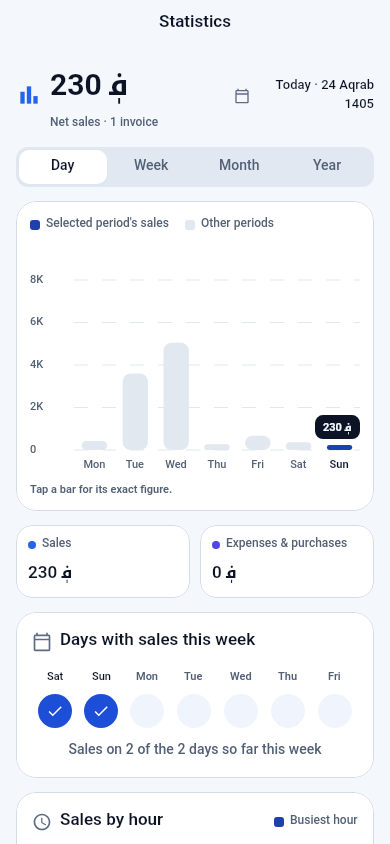 Statistics
230 ؋
Net sales · 1 invoice
Today · 24 Aqrab
1405
Day
Week
Month
Year
Selected period's sales
Other periods
8K
6K
4K
2K
0
230 ؋
Mon
Tue
Wed
Thu
Fri
Sat
Sun
Tap a bar for its exact figure.
Sales
230 ؋
Expenses & purchases
0 ؋
Days with sales this week
Sat
Sun
Mon
Tue
Wed
Thu
Fri
Sales on 2 of the 2 days so far this week
Sales by hour
Busiest hour